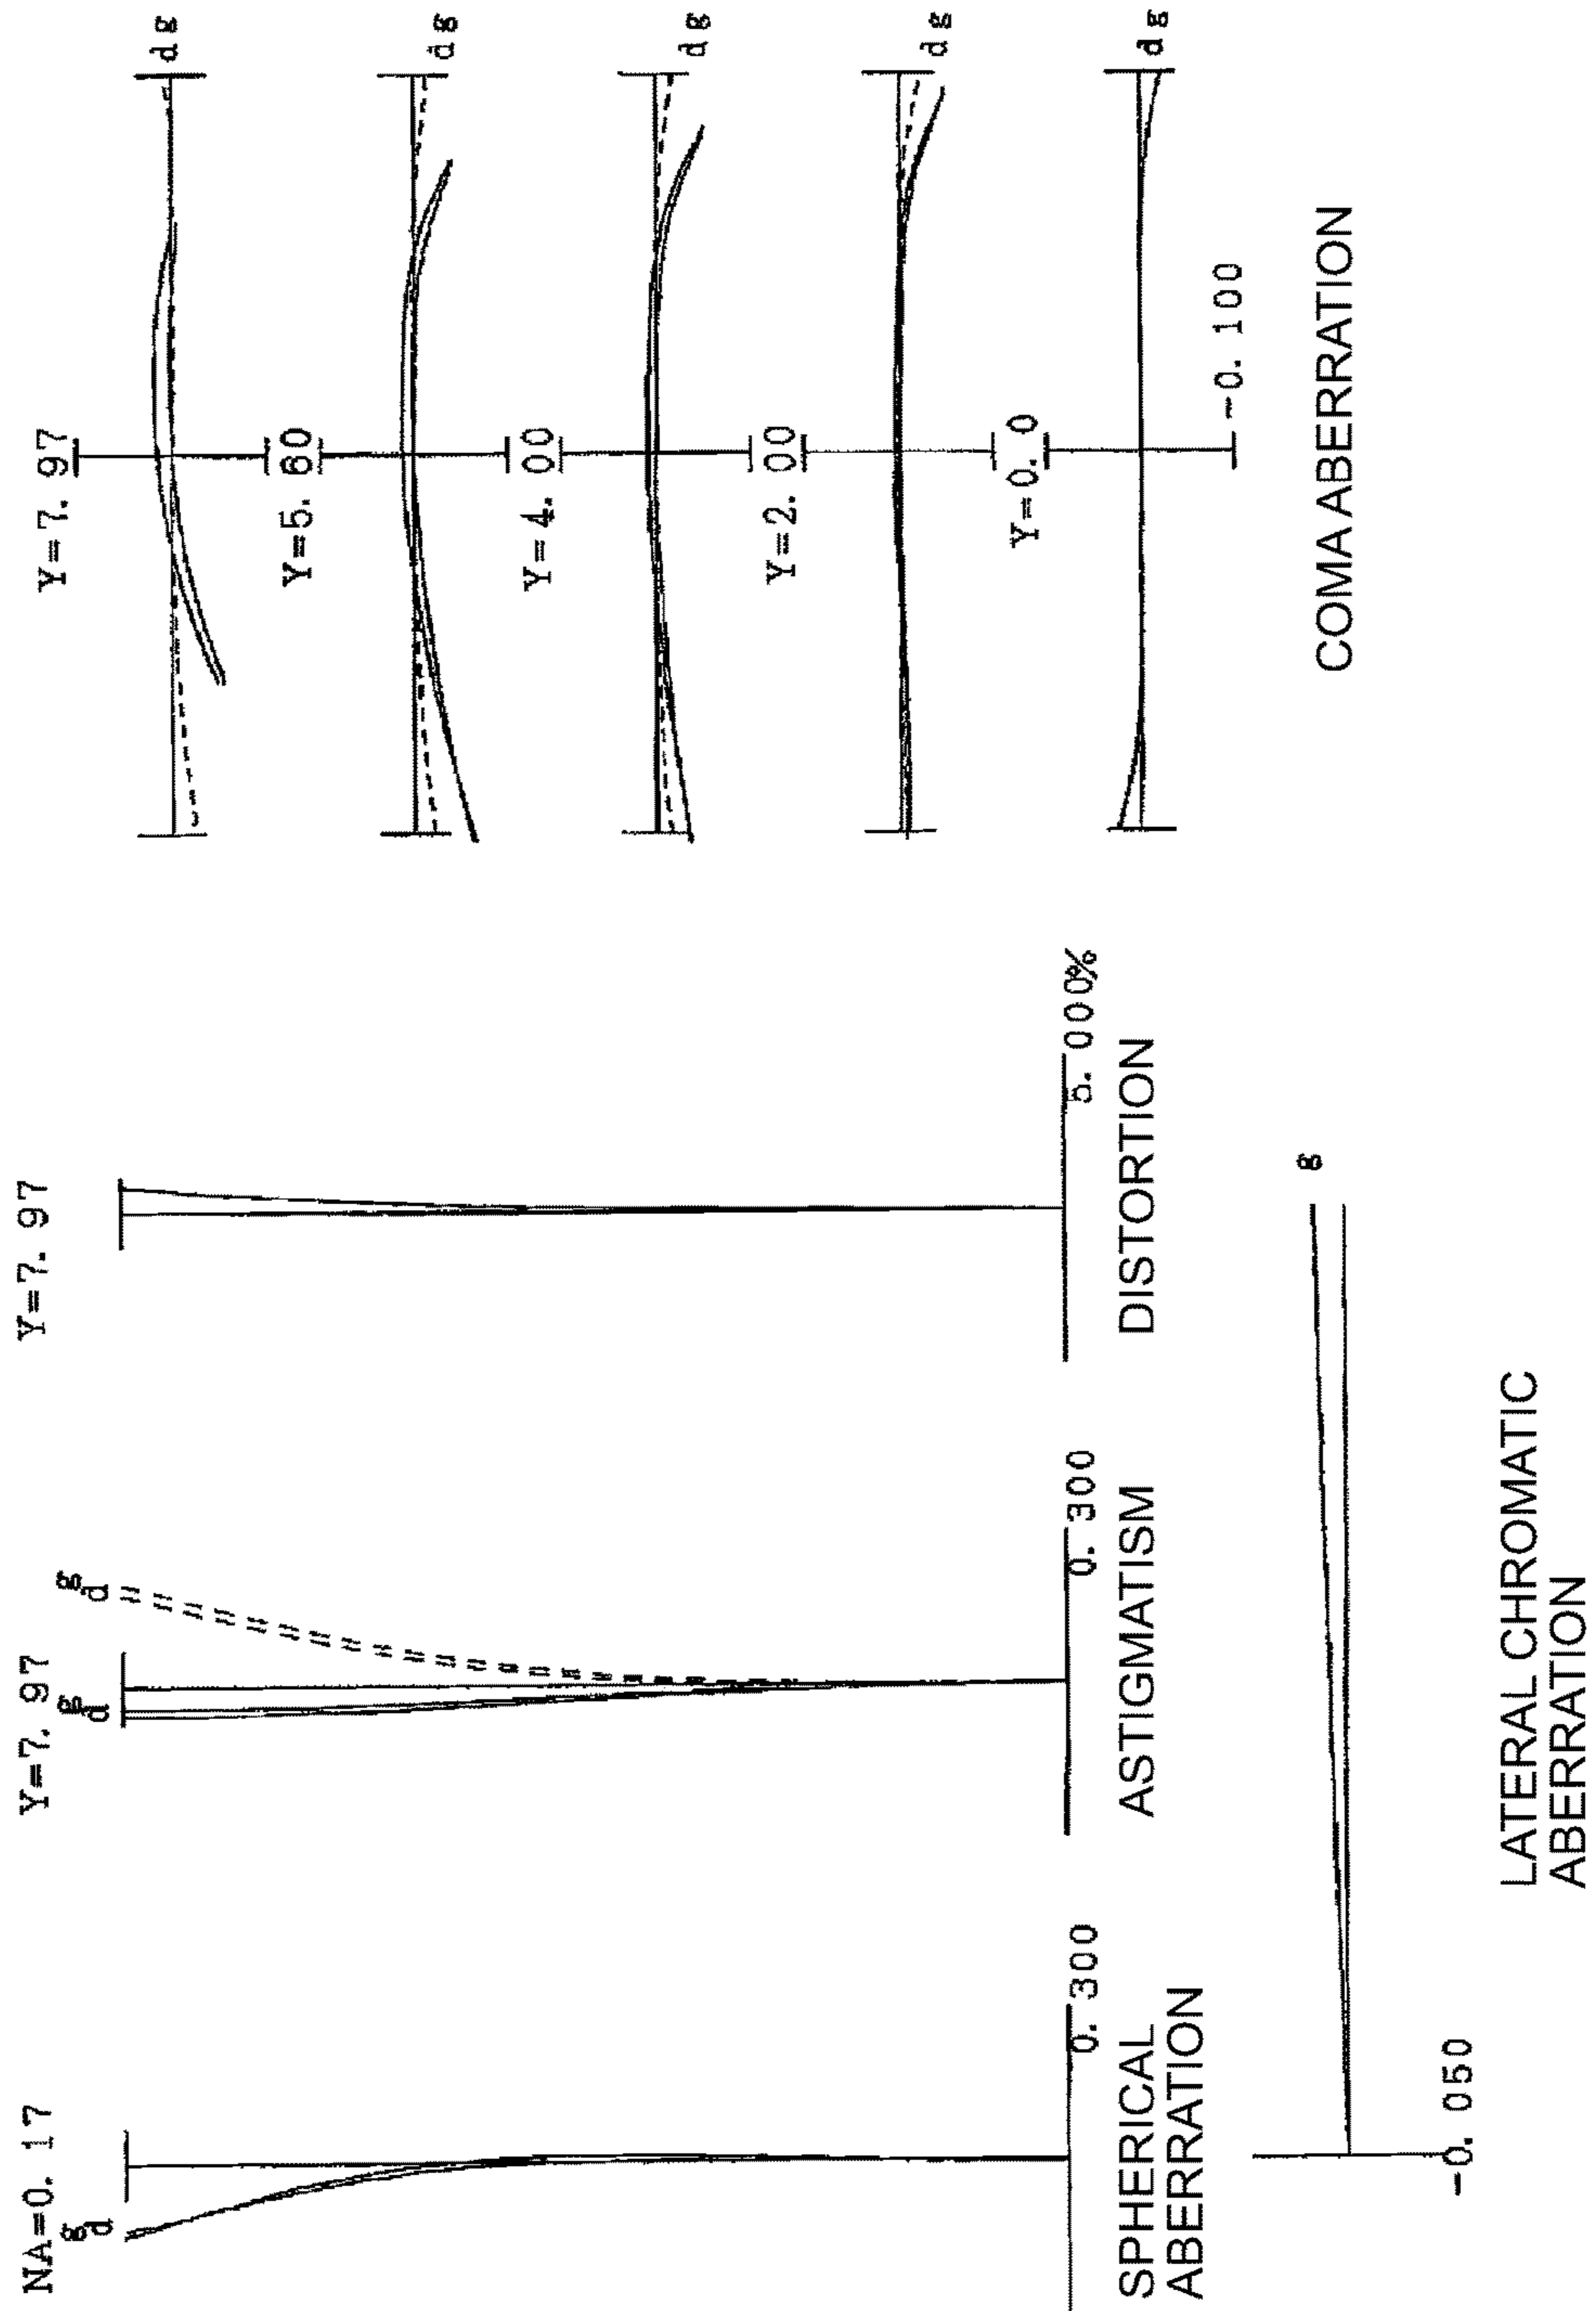 NA=0. 17
g
d
0. 300
SPHERICAL
ABERRATION
Y=7. 97
g
d
g
d
0. 300
ASTIGMATISM
Y=7. 97
5. 000%
DISTORTION
-0. 050
g
LATERAL CHROMATIC
ABERRATION
Y=7. 97
d g
Y=5. 60
d g
Y=4. 00
d g
Y=2. 00
d g
Y=0. 0
d g
-0. 100
COMA ABERRATION